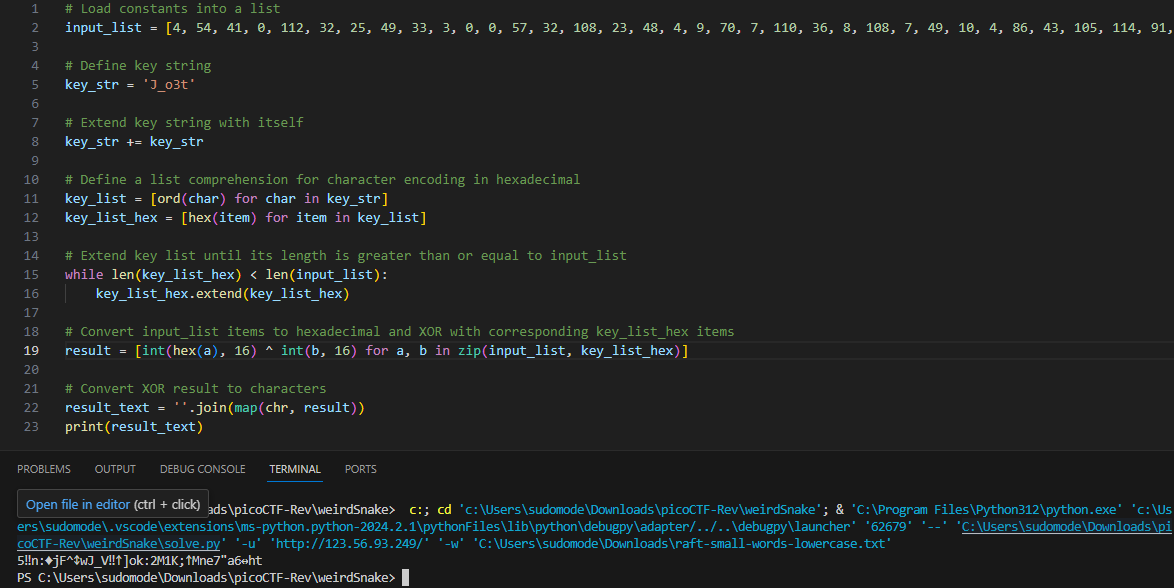 1 # Load constants into a list
2 input_list = [4, 54, 41, 0, 112, 32, 25, 49, 33, 3, 0, 0, 57, 32, 108, 23, 48, 4, 9, 70, 7, 110, 36, 8, 108, 7, 49, 10, 4, 86, 43, 105, 114, 91,
3
4 # Define key string
5 key_str = 'J_o3t'
6
7 # Extend key string with itself
8 key_str += key_str
9
10 # Define a list comprehension for character encoding in hexadecimal
11 key_list = [ord(char) for char in key_str]
12 key_list_hex = [hex(item) for item in key_list]
13
14 # Extend key list until its length is greater than or equal to input_list
15 while len(key_list_hex) < len(input_list):
16 key_list_hex.extend(key_list_hex)
17
18 # Convert input_list items to hexadecimal and XOR with corresponding key_list_hex items
19 result = [int(hex(a), 16) ^ int(b, 16) for a, b in zip(input_list, key_list_hex)]
20
21 # Convert XOR result to characters
22 result_text = ''.join(map(chr, result))
23 print(result_text)
PROBLEMS OUTPUT DEBUG CONSOLE TERMINAL PORTS
Open file in editor (ctrl + click)
ads\picoCTF-Rev\weirdSnake> c:; cd 'c:\Users\sudomode\Downloads\picoCTF-Rev\weirdSnake'; & 'C:\Program Files\Python312\python.exe' 'c:\Us
ers\sudomode\.vscode\extensions\ms-python.python-2024.2.1\pythonFiles\lib\python\debugpy\adapter/../..\debugpy\launcher' '62679' '--' 'C:\Users\sudomode\Downloads\pi
coCTF-Rev\weirdSnake\solve.py' '-u' 'http://123.56.93.249/' '-w' 'C:\Users\sudomode\Downloads\raft-small-words-lowercase.txt'
5‼n:♦jF^↕wJ_V‼↑]ok:2M1K;↑Mne7"a6↔ht
PS C:\Users\sudomode\Downloads\picoCTF-Rev\weirdSnake>